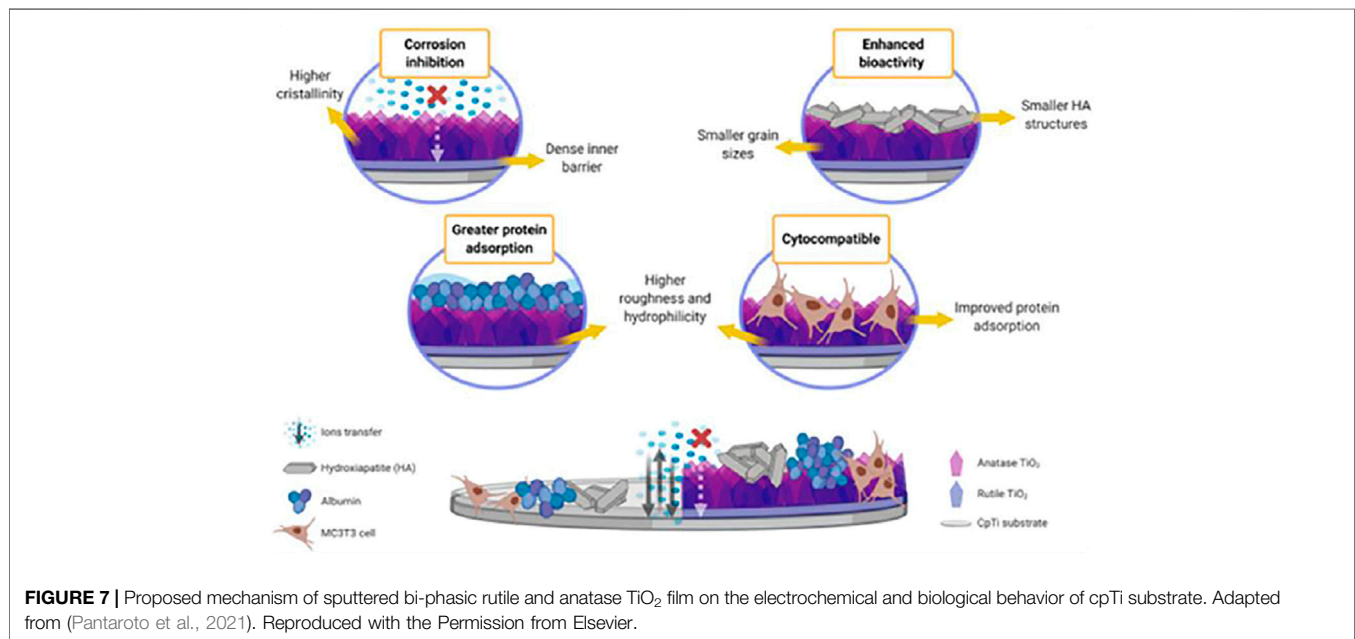 Corrosion
inhibition
Higher
cristallinity
Dense inner
barrier
Enhanced
bioactivity
Smaller HA
structures
Smaller grain
sizes
Greater protein
adsorption
Higher
roughness and
hydrophilicity
Cytocompatible
Improved protein
adsorption
Ions transfer
Hydroxiapatite (HA)
Albumin
MC3T3 cell
Anatase TiO₂
Rutile TiO₂
CpTi substrate
FIGURE 7 | Proposed mechanism of sputtered bi-phasic rutile and anatase TiO₂ film on the electrochemical and biological behavior of cpTi substrate. Adapted
from (Pantaroto et al., 2021). Reproduced with the Permission from Elsevier.